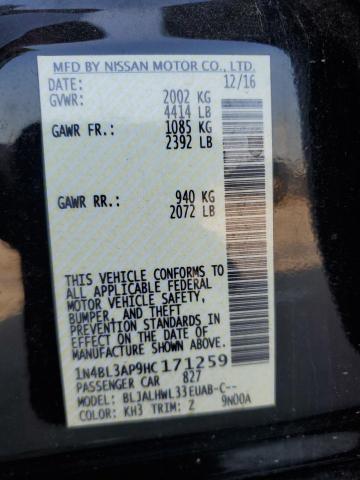 MFD BY NISSAN MOTOR CO., LTD.
DATE: 12/16
GVWR: 2002 KG
4414 LB
GAWR FR.: 1085 KG
2392 LB
GAWR RR.: 940 KG
2072 LB
THIS VEHICLE CONFORMS TO
ALL APPLICABLE FEDERAL
MOTOR VEHICLE SAFETY,
BUMPER, AND THEFT
PREVENTION STANDARDS IN
EFFECT ON THE DATE OF
MANUFACTURE SHOWN ABOVE.
1N4BL3AP9HC171259
PASSENGER CAR 827
MODEL: BLJALHWL33EUAB-C--
COLOR: KH3 TRIM: Z 9N00A